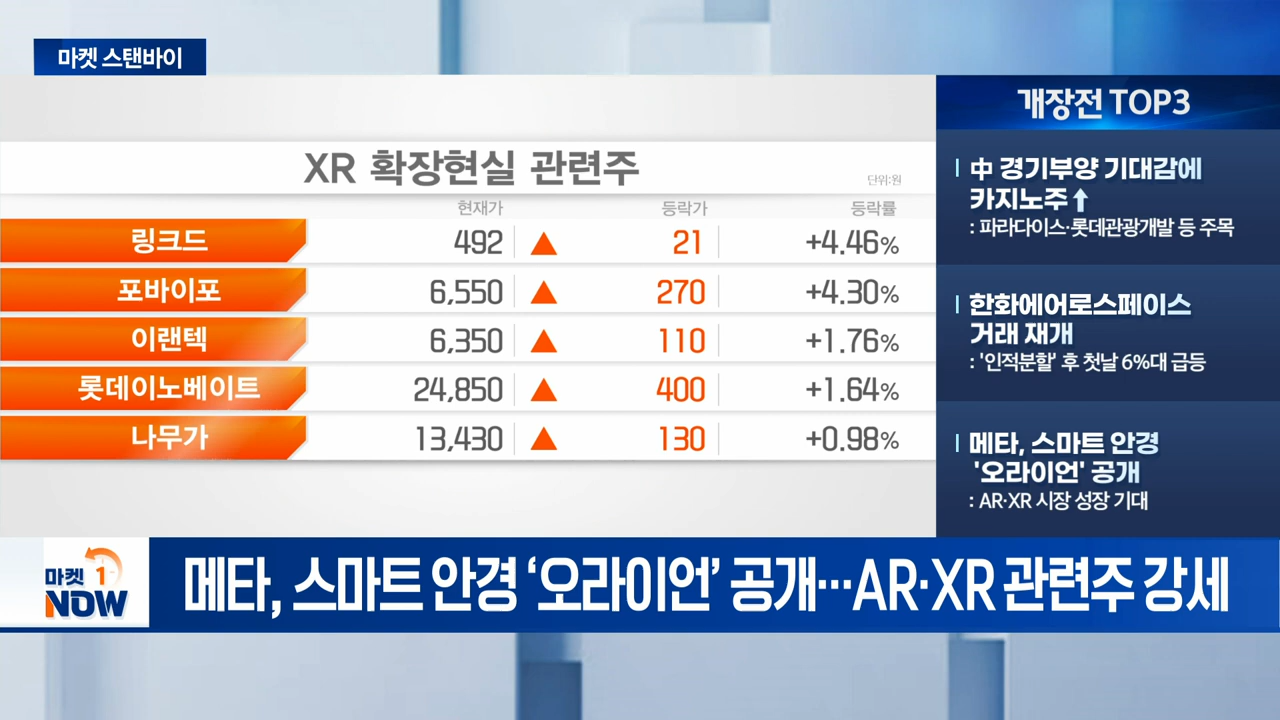 마켓 스탠바이
XR 확장현실 관련주
단위:원
현재가 등락가 등락률
링크드 492 ▲ 21 +4.46%
포바이포 6,550 ▲ 270 +4.30%
이랜텍 6,350 ▲ 110 +1.76%
롯데이노베이트 24,850 ▲ 400 +1.64%
나무가 13,430 ▲ 130 +0.98%
개장전 TOP3
中 경기부양 기대감에
카지노주↑
: 파라다이스·롯데관광개발 등 주목
한화에어로스페이스
거래 재개
: '인적분할' 후 첫날 6%대 급등
메타, 스마트 안경
'오라이언' 공개
: AR·XR 시장 성장 기대
마켓 1
NOW
메타, 스마트 안경 ‘오라이언’ 공개…AR·XR 관련주 강세